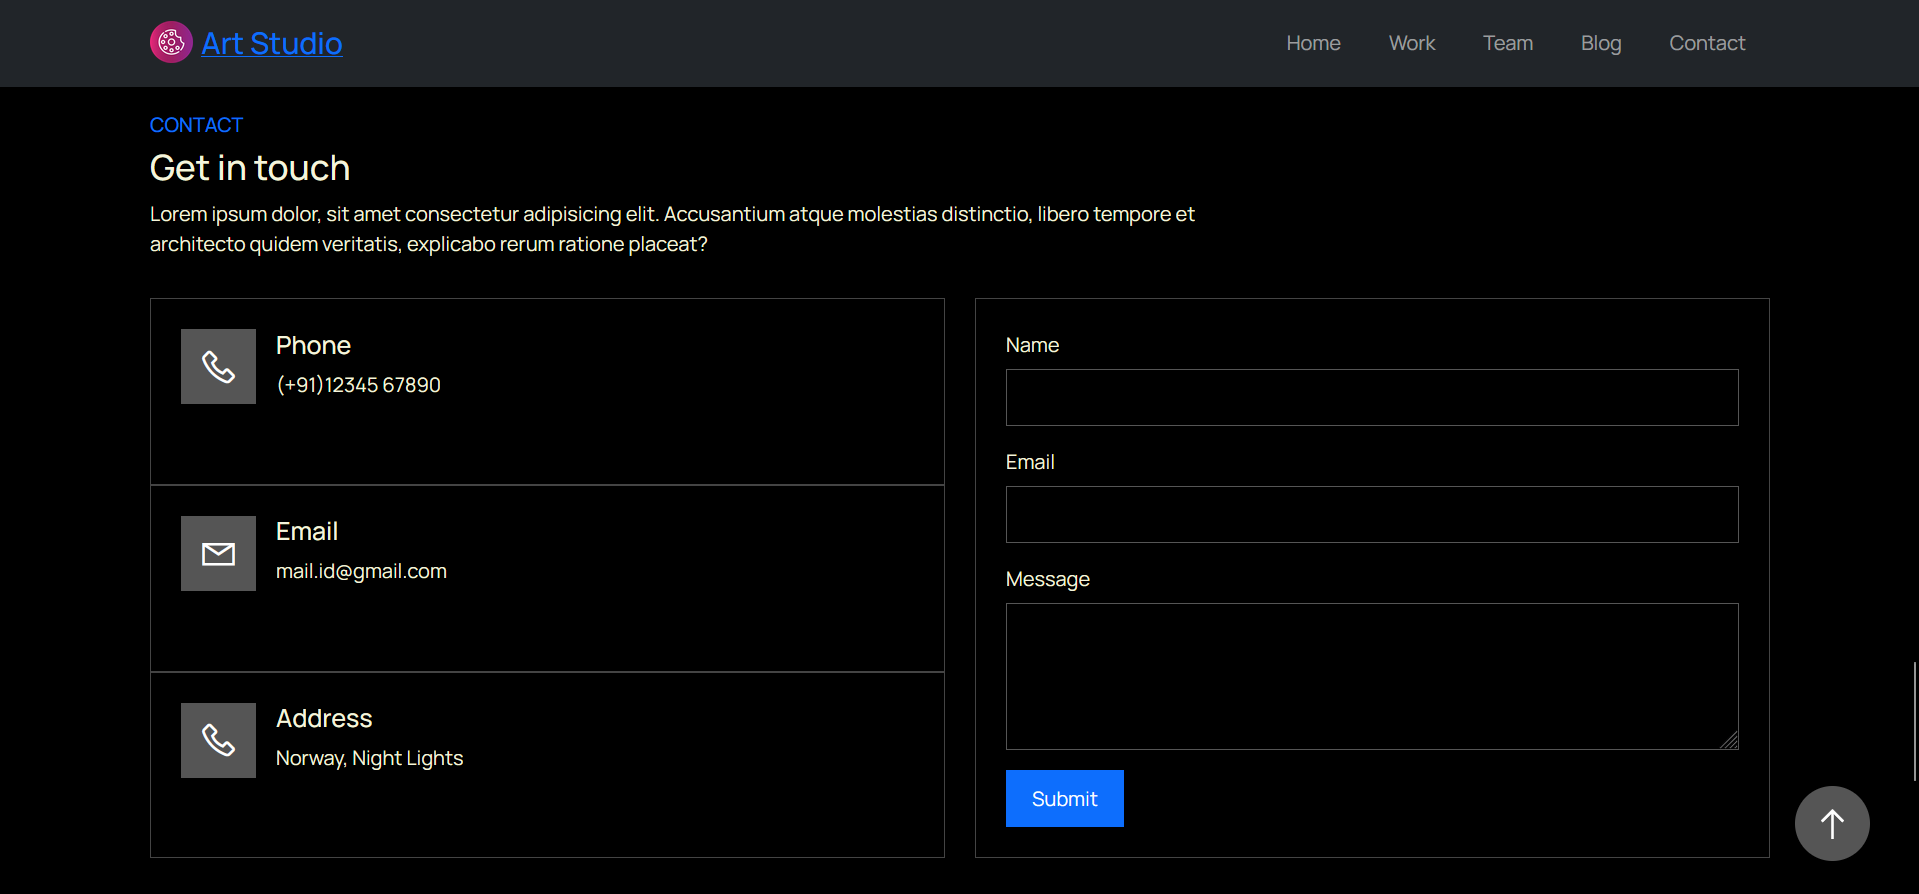 Art Studio
Home
Work
Team
Blog
Contact
CONTACT
Get in touch
Lorem ipsum dolor, sit amet consectetur adipisicing elit. Accusantium atque molestias distinctio, libero tempore et
architecto quidem veritatis, explicabo rerum ratione placeat?
Phone
(+91)12345 67890
Email
mail.id@gmail.com
Address
Norway, Night Lights
Name
Email
Message
Submit